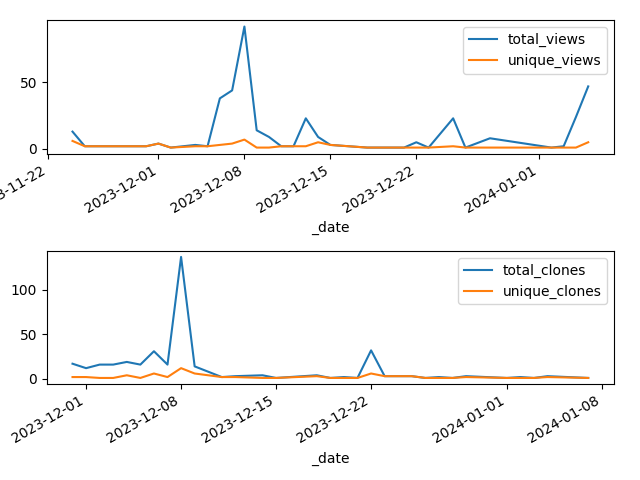 total_views
unique_views
50
0
3-11-22
2023-12-01
2023-12-08
2023-12-15
2023-12-22
2024-01-01
_date
total_clones
unique_clones
100
50
0
2023-12-01
2023-12-08
2023-12-15
2023-12-22
2024-01-01
2024-01-08
_date